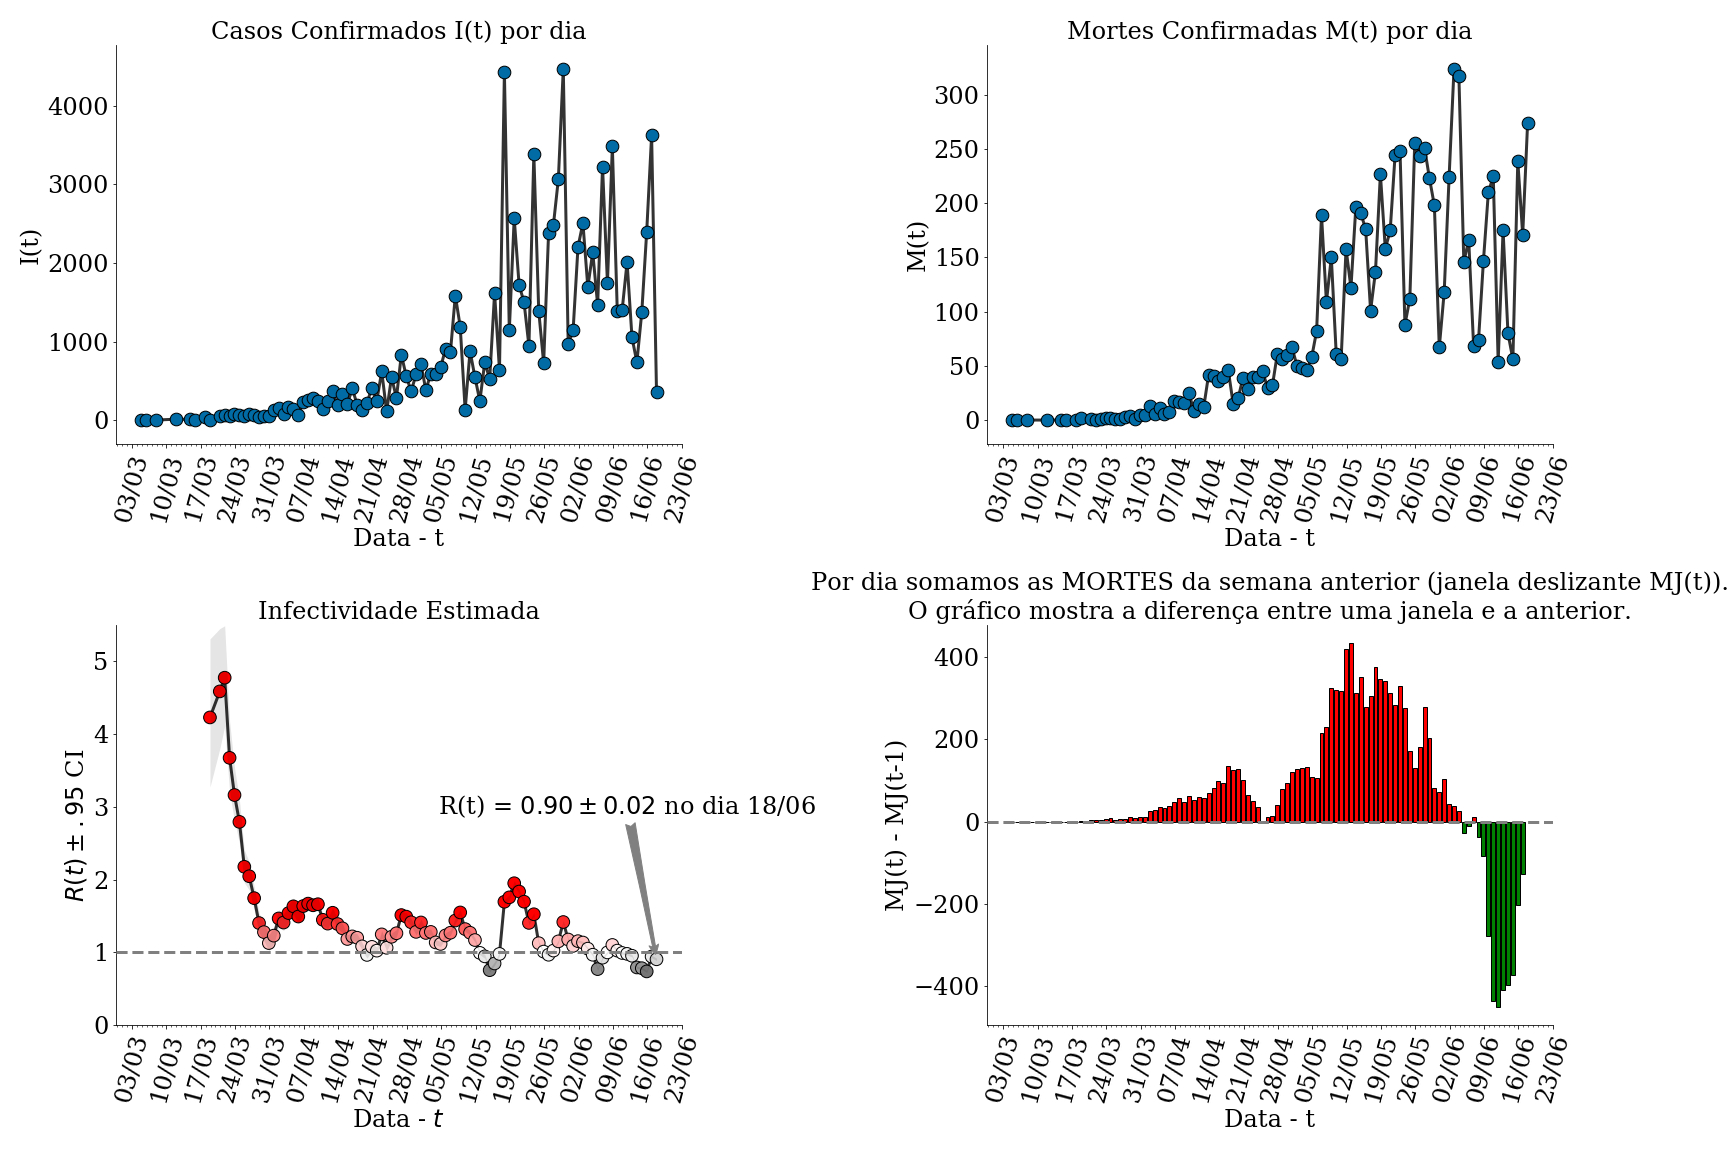 Casos Confirmados I(t) por dia
I(t)
4000
3000
2000
1000
0
03/03 10/03 17/03 24/03 31/03 07/04 14/04 21/04 28/04 05/05 12/05 19/05 26/05 02/06 09/06 16/06 23/06
Data - t
Mortes Confirmadas M(t) por dia
M(t)
300
250
200
150
100
50
0
03/03 10/03 17/03 24/03 31/03 07/04 14/04 21/04 28/04 05/05 12/05 19/05 26/05 02/06 09/06 16/06 23/06
Data - t
Infectividade Estimada
R(t) ± .95 CI
5
4
3
2
1
0
R(t) = 0.90 ± 0.02 no dia 18/06
03/03 10/03 17/03 24/03 31/03 07/04 14/04 21/04 28/04 05/05 12/05 19/05 26/05 02/06 09/06 16/06 23/06
Data - t
Por dia somamos as MORTES da semana anterior (janela deslizante MJ(t)).
O gráfico mostra a diferença entre uma janela e a anterior.
MJ(t) - MJ(t-1)
400
200
0
−200
−400
03/03 10/03 17/03 24/03 31/03 07/04 14/04 21/04 28/04 05/05 12/05 19/05 26/05 02/06 09/06 16/06 23/06
Data - t